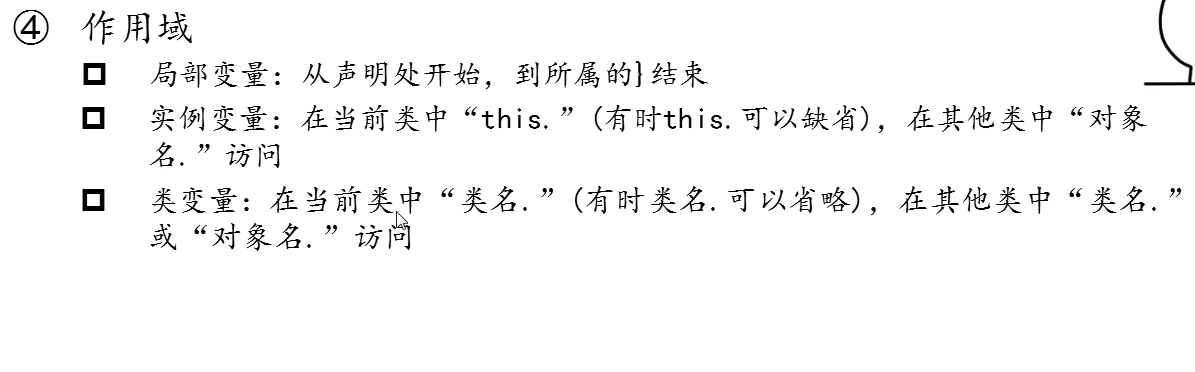 ④ 作用域
局部变量：从声明处开始，到所属的}结束
实例变量：在当前类中“this.”(有时this.可以缺省)，在其他类中“对象
名.”访问
类变量：在当前类中“类名.”(有时类名.可以省略)，在其他类中“类名.”
或“对象名.”访问